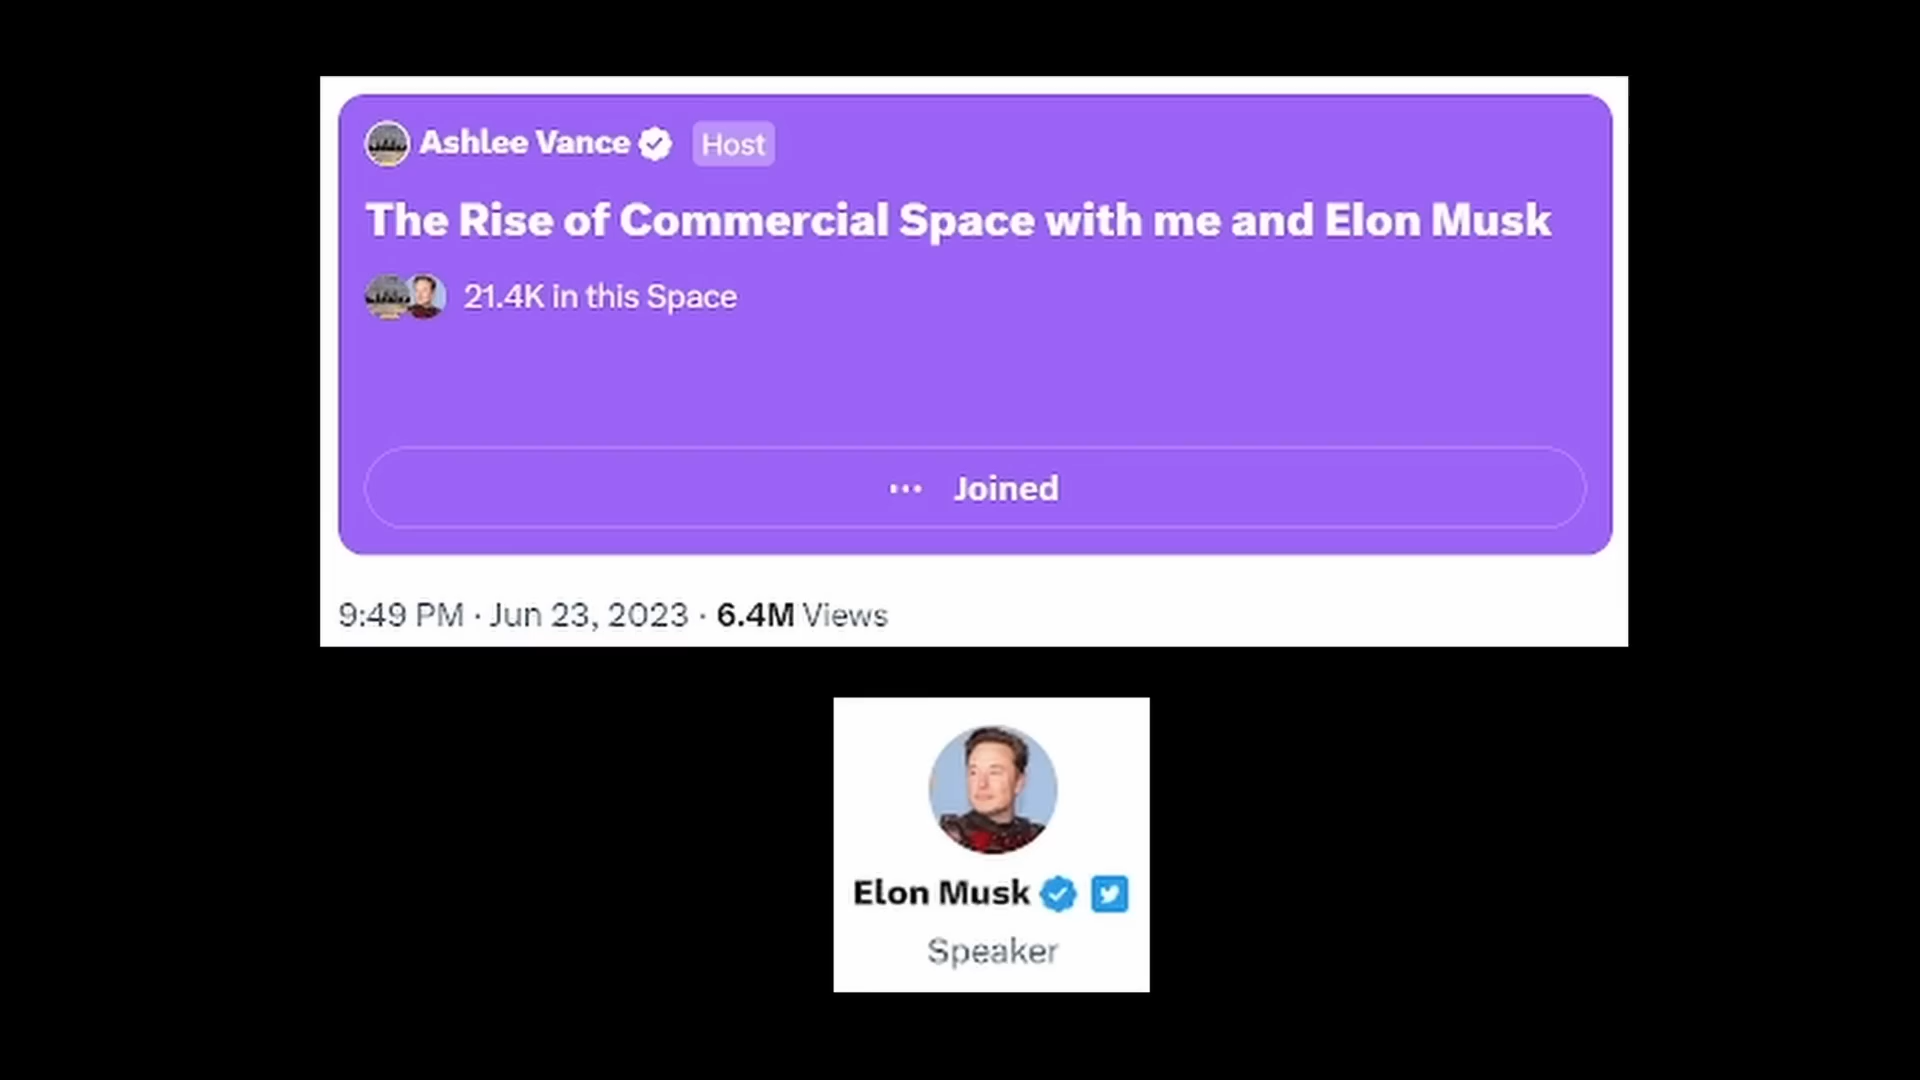 Ashlee Vance Host
The Rise of Commercial Space with me and Elon Musk
21.4K in this Space
··· Joined
9:49 PM · Jun 23, 2023 · 6.4M Views
Elon Musk
Speaker